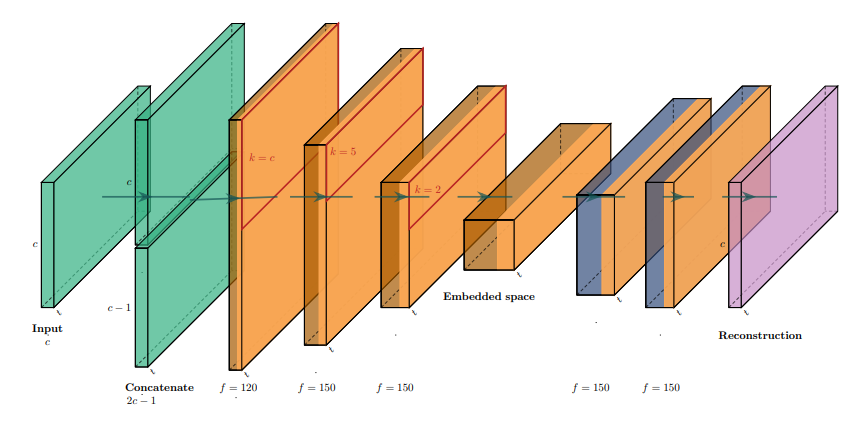 k = c
k = 5
k = 2
c
c
c
c − 1
t
t
t
t
t
t
t
t
t
Input
c
Concatenate
2c − 1
f = 120
f = 150
f = 150
Embedded space
f = 150
f = 150
Reconstruction